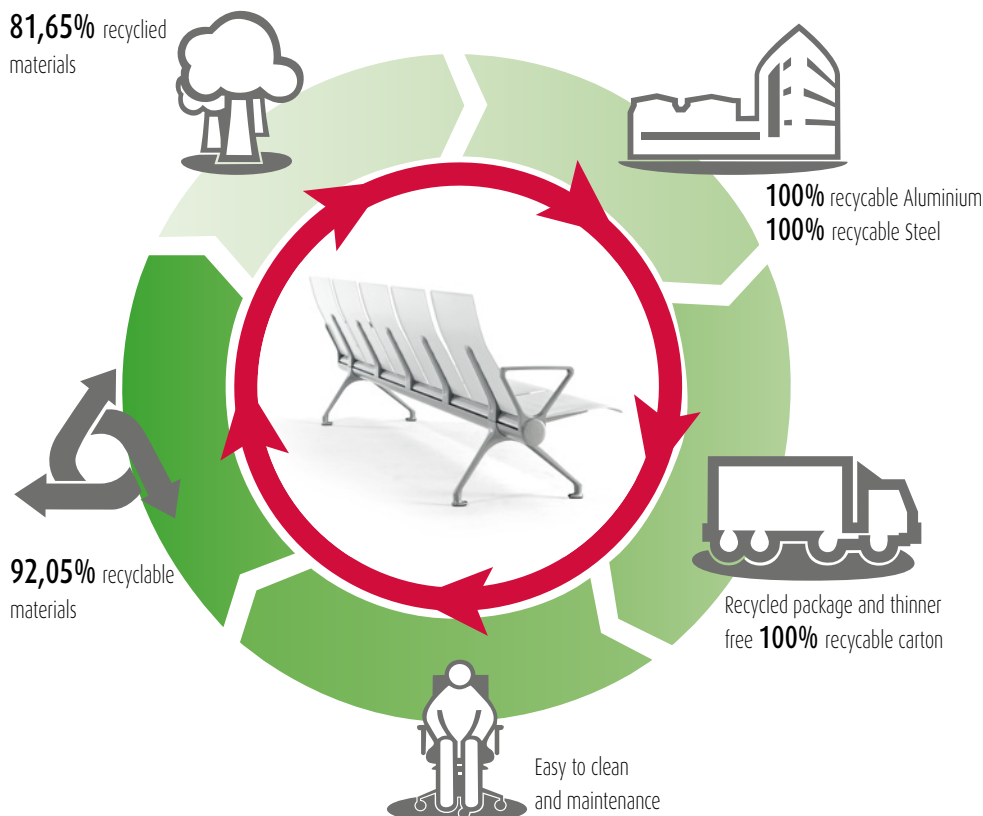 81,65% recyclied
materials
100% recycable Aluminium
100% recycable Steel
Recycled package and thinner
free 100% recycable carton
Easy to clean
and maintenance
92,05% recyclable
materials